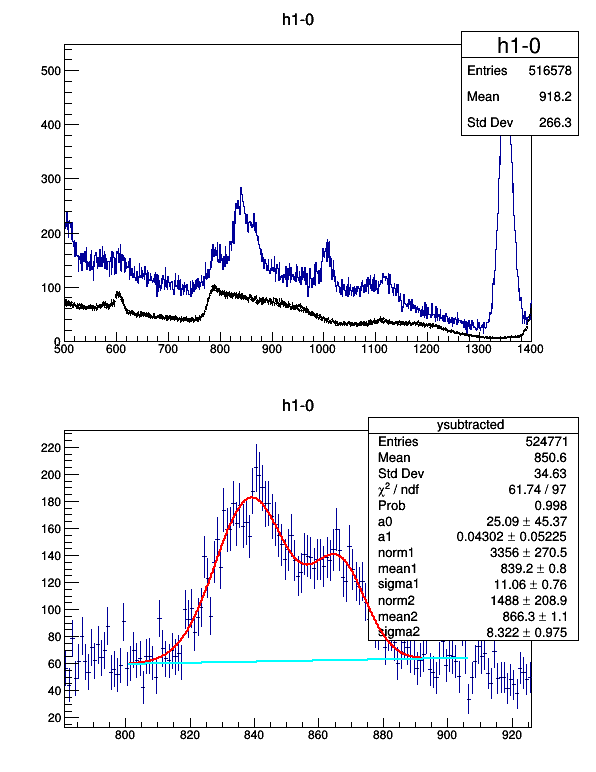 h1-0
h1-0
Entries 516578
Mean 918.2
Std Dev 266.3
500
400
300
200
100
0
500 600 700 800 900 1000 1100 1200 1300 1400
h1-0
ysubtracted
Entries 524771
Mean 850.6
Std Dev 34.63
χ² / ndf 61.74 / 97
Prob 0.998
a0 25.09 ± 45.37
a1 0.04302 ± 0.05225
norm1 3356 ± 270.5
mean1 839.2 ± 0.8
sigma1 11.06 ± 0.76
norm2 1488 ± 208.9
mean2 866.3 ± 1.1
sigma2 8.322 ± 0.975
220
200
180
160
140
120
100
80
60
40
20
800 820 840 860 880 900 920